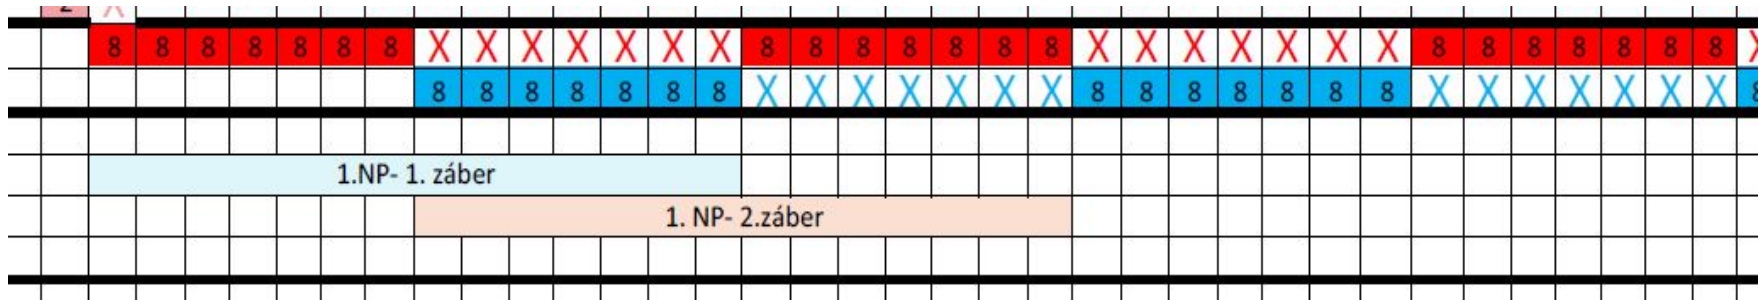 2 X
8 8 8 8 8 8 8 X X X X X X X 8 8 8 8 8 8 8 X X X X X X X 8 8 8 8 8 8 8 X
8 8 8 8 8 8 8 X X X X X X X 8 8 8 8 8 8 8 X X X X X X X 8
1.NP- 1. záber
1. NP- 2.záber